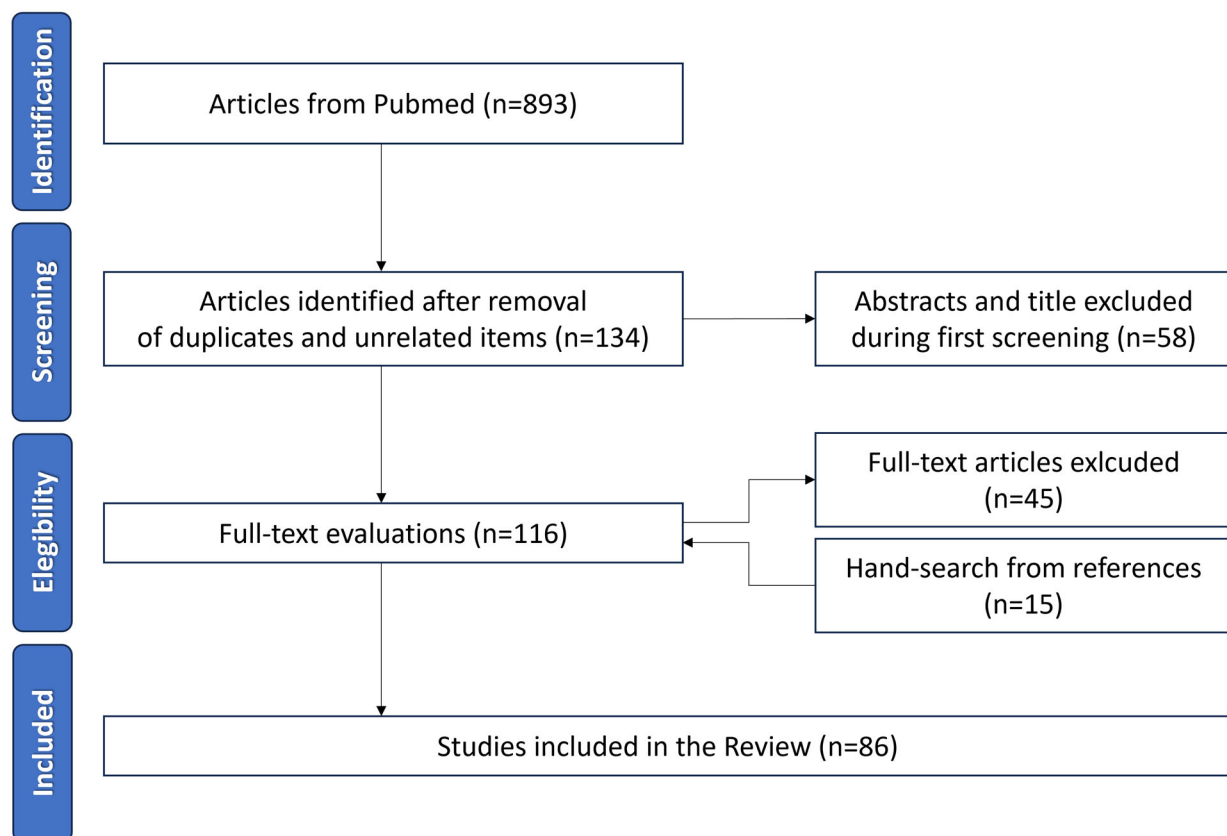 Identification
Articles from Pubmed (n=893)
Screening
Articles identified after removal
of duplicates and unrelated items (n=134)
Abstracts and title excluded
during first screening (n=58)
Elegibility
Full-text evaluations (n=116)
Full-text articles exlcuded
(n=45)
Hand-search from references
(n=15)
Included
Studies included in the Review (n=86)